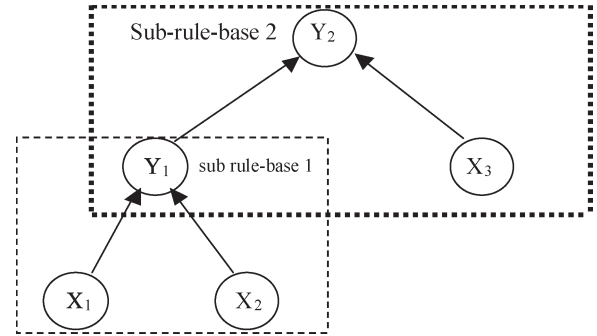 Sub-rule-base 2
Y₂
Y₁
sub rule-base 1
X₃
X₁
X₂